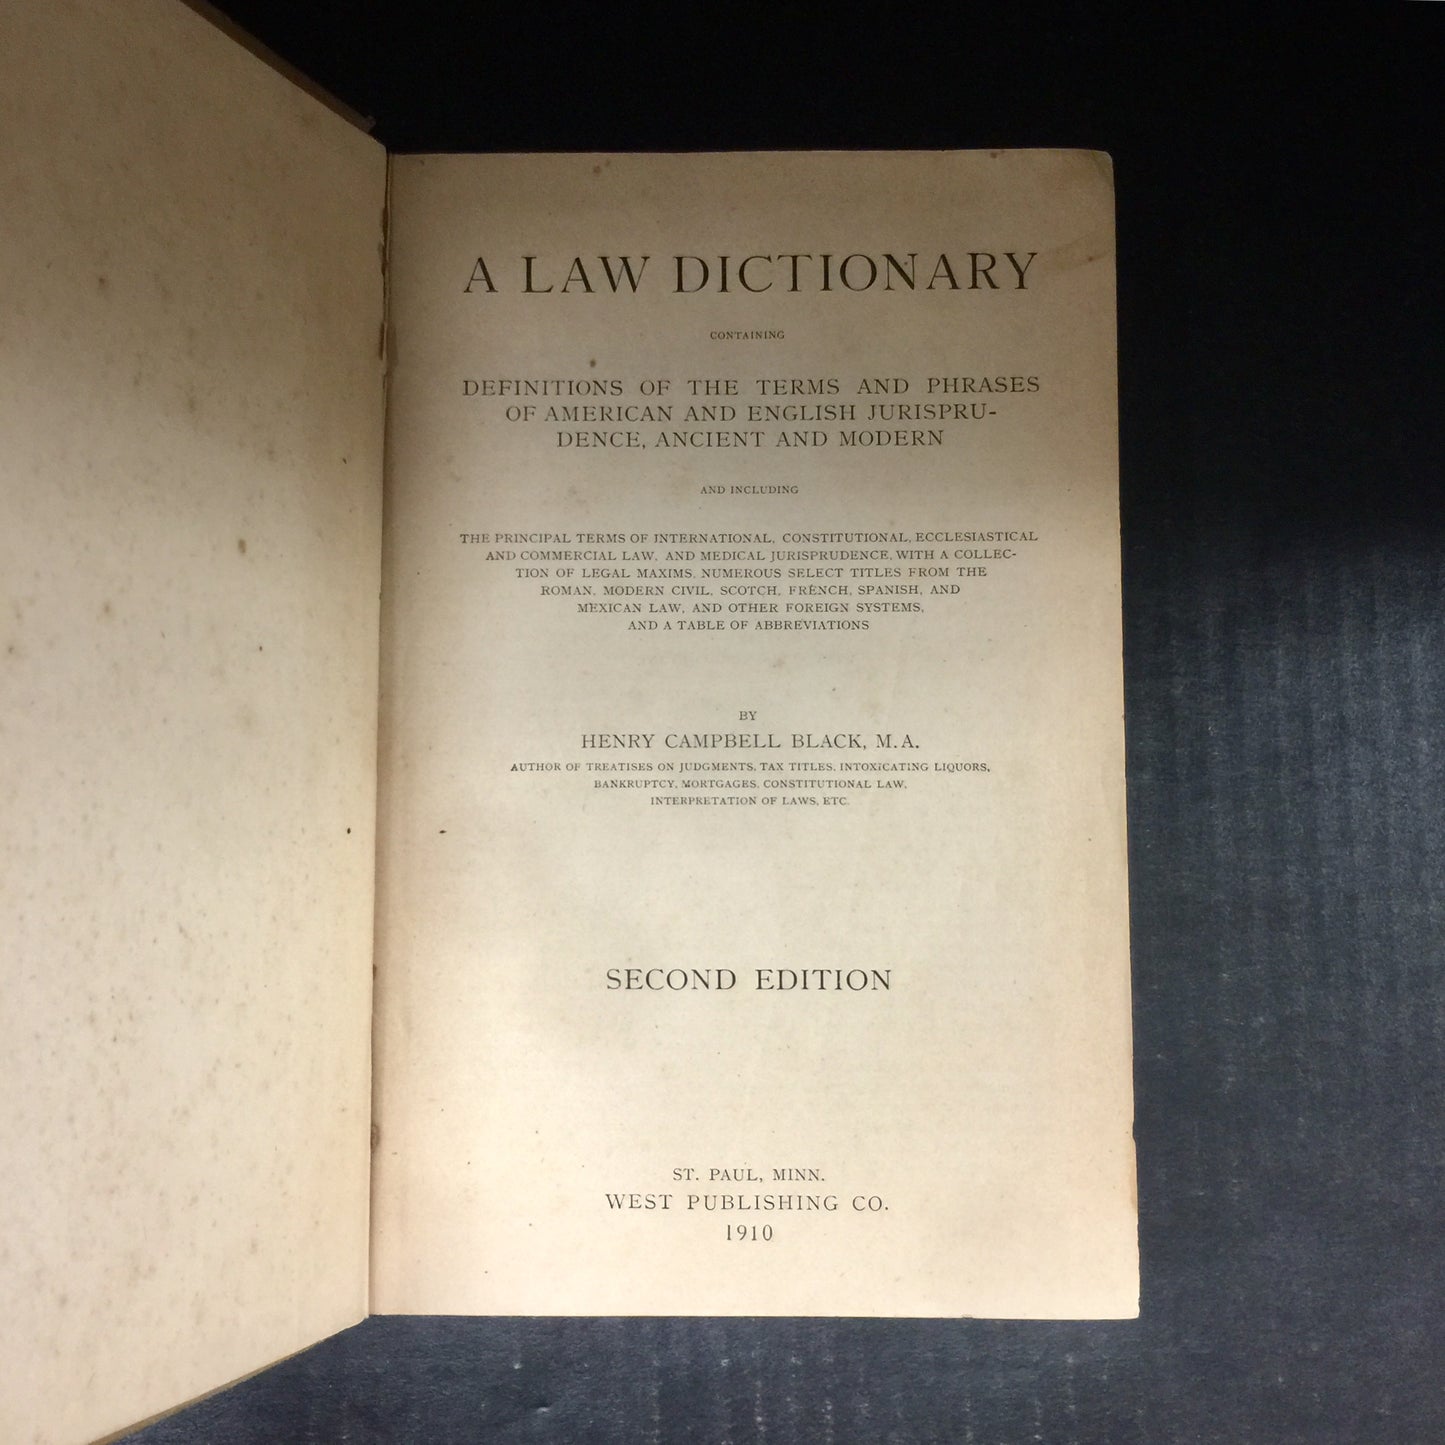 A LAW DICTIONARY
CONTAINING
DEFINITIONS OF THE TERMS AND PHRASES
OF AMERICAN AND ENGLISH JURISPRU-
DENCE, ANCIENT AND MODERN
AND INCLUDING
THE PRINCIPAL TERMS OF INTERNATIONAL, CONSTITUTIONAL, ECCLESIASTICAL
AND COMMERCIAL LAW, AND MEDICAL JURISPRUDENCE, WITH A COLLEC-
TION OF LEGAL MAXIMS, NUMEROUS SELECT TITLES FROM THE
ROMAN, MODERN CIVIL, SCOTCH, FRENCH, SPANISH, AND
MEXICAN LAW, AND OTHER FOREIGN SYSTEMS,
AND A TABLE OF ABBREVIATIONS
BY
HENRY CAMPBELL BLACK, M.A.
AUTHOR OF TREATISES ON JUDGMENTS, TAX TITLES, INTOXICATING LIQUORS,
BANKRUPTCY, MORTGAGES, CONSTITUTIONAL LAW,
INTERPRETATION OF LAWS, ETC.
SECOND EDITION
ST. PAUL, MINN.
WEST PUBLISHING CO.
1910